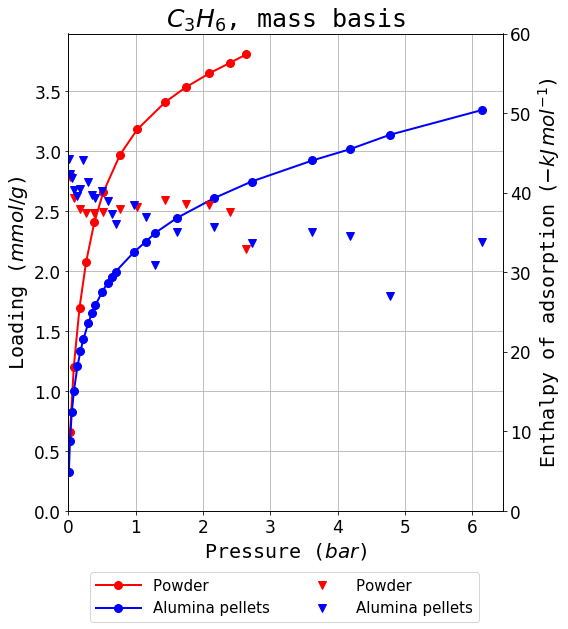 C₃H₆, mass basis
Loading (mmol/g)
3.5
3.0
2.5
2.0
1.5
1.0
0.5
0.0
60
50
40
30
20
10
0
Enthalpy of adsorption (−kJ mol⁻¹)
0 1 2 3 4 5 6
Pressure (bar)
Powder Powder
Alumina pellets Alumina pellets